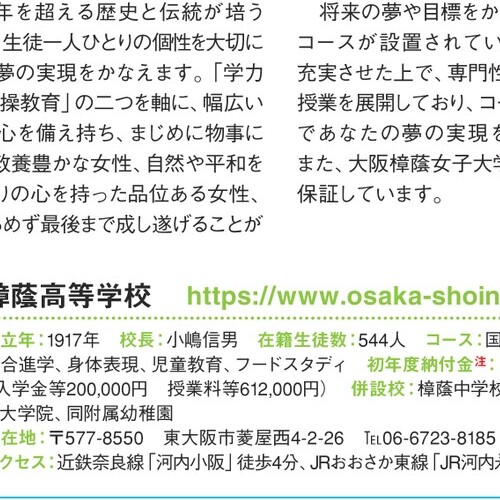 年を超える歴史と伝統が培う
生徒一人ひとりの個性を大切に
夢の実現をかなえます。「学力
操教育」の二つを軸に、幅広い
心を備え持ち、まじめに物事に
教養豊かな女性、自然や平和を
りの心を持った品位ある女性、
めず最後まで成し遂げることが
将来の夢や目標をか
コースが設置されてい
充実させた上で、専門性
授業を展開しており、コー
であなたの夢の実現を
また、大阪樟蔭女子大学
保証しています。
樟蔭高等学校 https://www.osaka-shoin
立年：1917年 校長：小嶋信男 在籍生徒数：544人 コース：国
合進学、身体表現、児童教育、フードスタディ 初年度納付金注：
入学金等200,000円 授業料等612,000円） 併設校：樟蔭中学校
大学院、同附属幼稚園
在地：〒577-8550 東大阪市菱屋西4-2-26 ℡06-6723-8185
クセス：近鉄奈良線「河内小阪」徒歩4分、JRおおさか東線「JR河内永